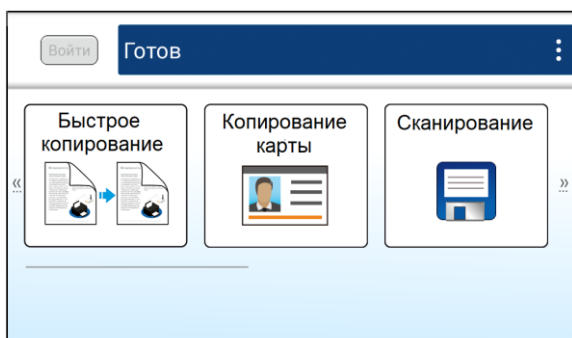 Войти
Готов
Быстрое
копирование
Копирование
карты
Сканирование
«
»